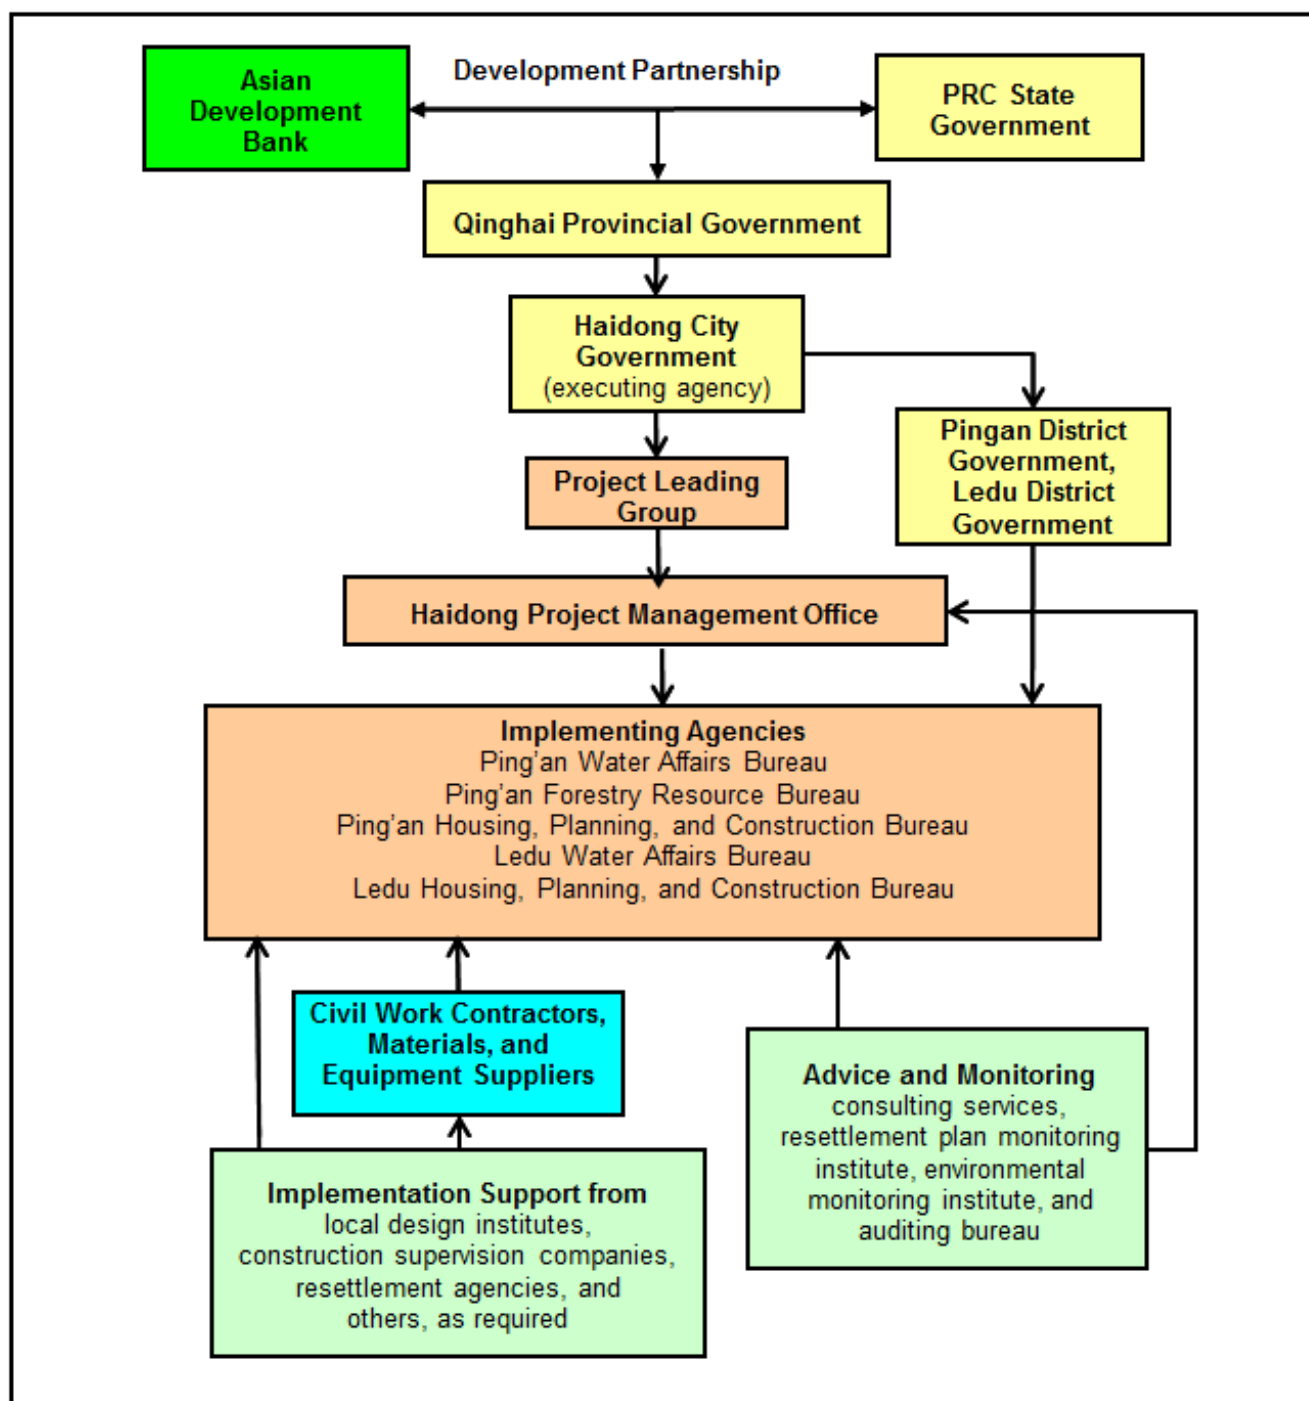 Asian
Development
Bank
Development Partnership
PRC State
Government
Qinghai Provincial Government
Haidong City
Government
(executing agency)
Pingan District
Government,
Ledu District
Government
Project Leading
Group
Haidong Project Management Office
Implementing Agencies
Ping'an Water Affairs Bureau
Ping'an Forestry Resource Bureau
Ping'an Housing, Planning, and Construction Bureau
Ledu Water Affairs Bureau
Ledu Housing, Planning, and Construction Bureau
Civil Work Contractors,
Materials, and
Equipment Suppliers
Advice and Monitoring
consulting services,
resettlement plan monitoring
institute, environmental
monitoring institute, and
auditing bureau
Implementation Support from
local design institutes,
construction supervision companies,
resettlement agencies, and
others, as required